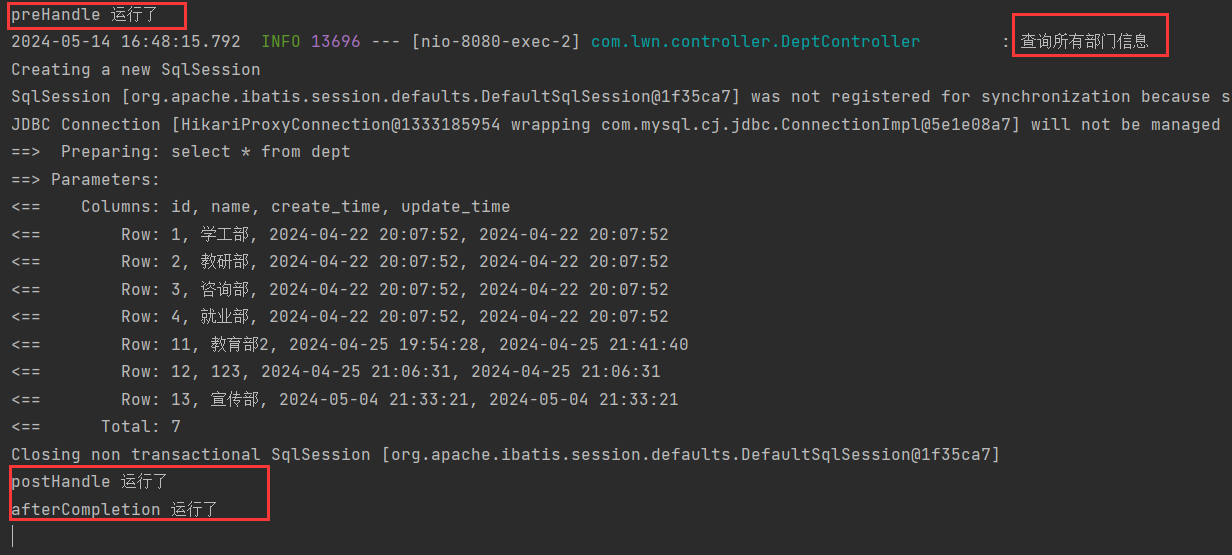 preHandle 运行了
2024-05-14 16:48:15.792  INFO 13696 --- [nio-8080-exec-2] com.lwn.controller.DeptController        : 查询所有部门信息
Creating a new SqlSession
SqlSession [org.apache.ibatis.session.defaults.DefaultSqlSession@1f35ca7] was not registered for synchronization because s
JDBC Connection [HikariProxyConnection@1333185954 wrapping com.mysql.cj.jdbc.ConnectionImpl@5e1e08a7] will not be managed
==>  Preparing: select * from dept
==> Parameters:
<==    Columns: id, name, create_time, update_time
<==        Row: 1, 学工部, 2024-04-22 20:07:52, 2024-04-22 20:07:52
<==        Row: 2, 教研部, 2024-04-22 20:07:52, 2024-04-22 20:07:52
<==        Row: 3, 咨询部, 2024-04-22 20:07:52, 2024-04-22 20:07:52
<==        Row: 4, 就业部, 2024-04-22 20:07:52, 2024-04-22 20:07:52
<==        Row: 11, 教育部2, 2024-04-25 19:54:28, 2024-04-25 21:41:40
<==        Row: 12, 123, 2024-04-25 21:06:31, 2024-04-25 21:06:31
<==        Row: 13, 宣传部, 2024-05-04 21:33:21, 2024-05-04 21:33:21
<==      Total: 7
Closing non transactional SqlSession [org.apache.ibatis.session.defaults.DefaultSqlSession@1f35ca7]
postHandle 运行了
afterCompletion 运行了